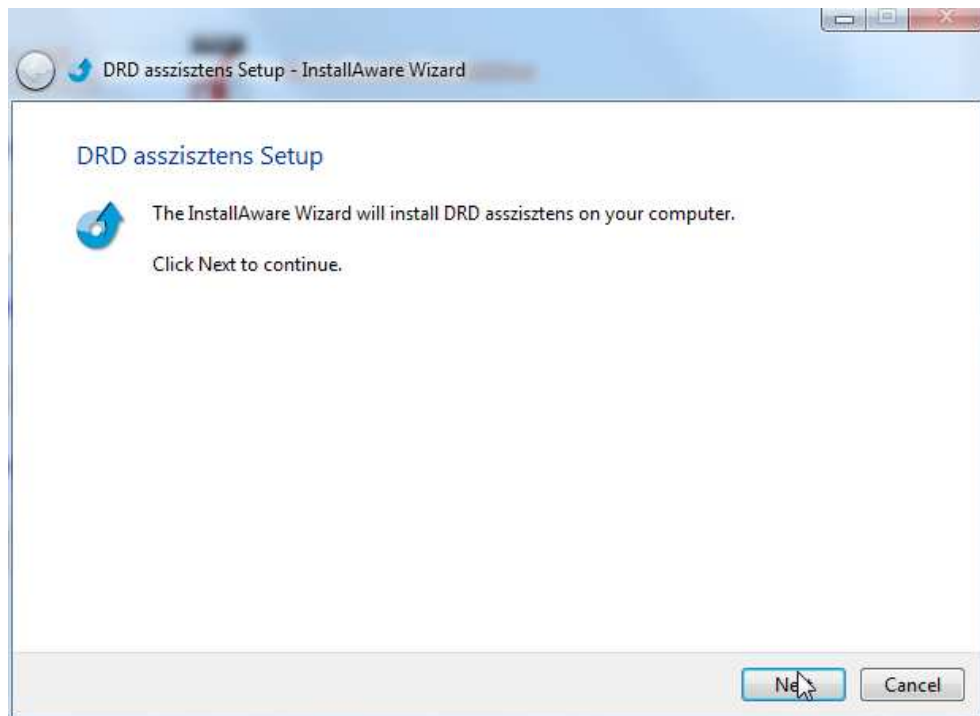 DRD asszisztens Setup - InstallAware Wizard
DRD asszisztens Setup
The InstallAware Wizard will install DRD asszisztens on your computer.
Click Next to continue.
Next
Cancel